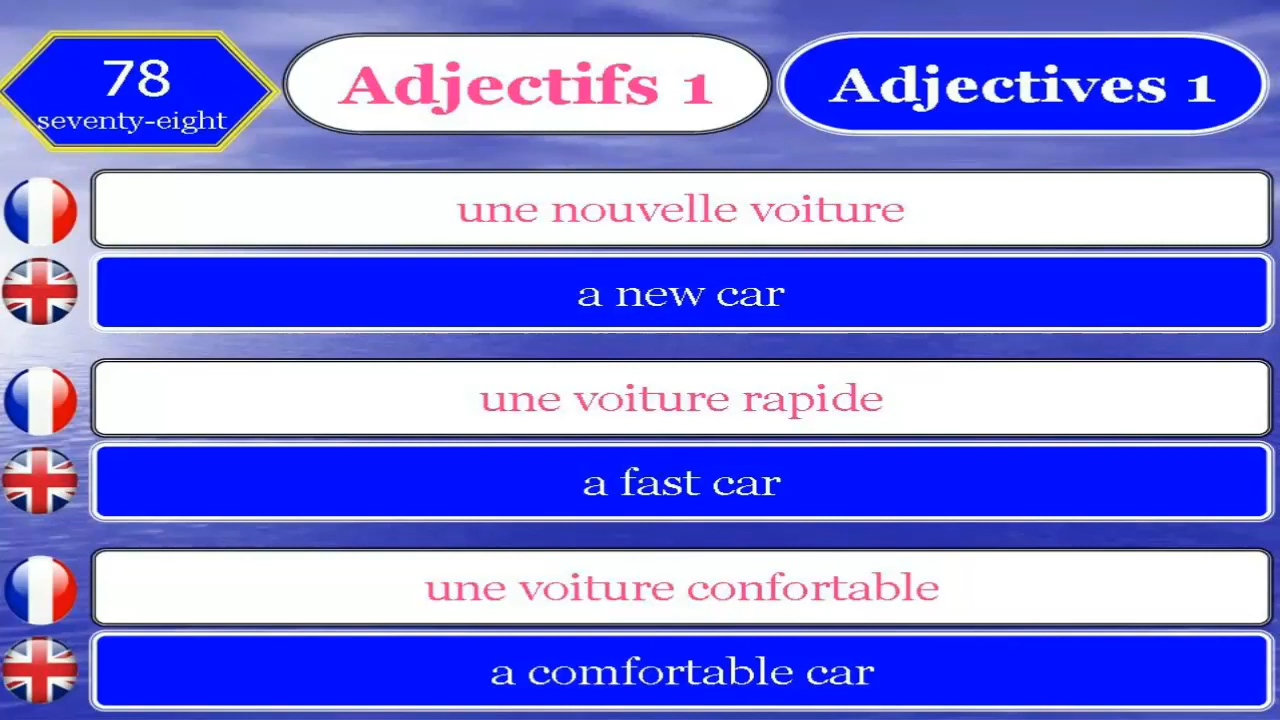 78
seventy-eight
Adjectifs 1
Adjectives 1
une nouvelle voiture
a new car
une voiture rapide
a fast car
une voiture confortable
a comfortable car